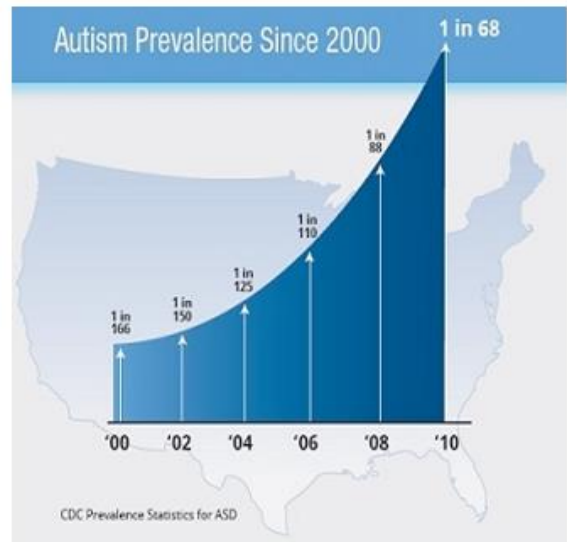 Autism Prevalence Since 2000
1 in 68
1 in
88
1 in
110
1 in
125
1 in
150
1 in
166
'00 '02 '04 '06 '08 '10
CDC Prevalence Statistics for ASD